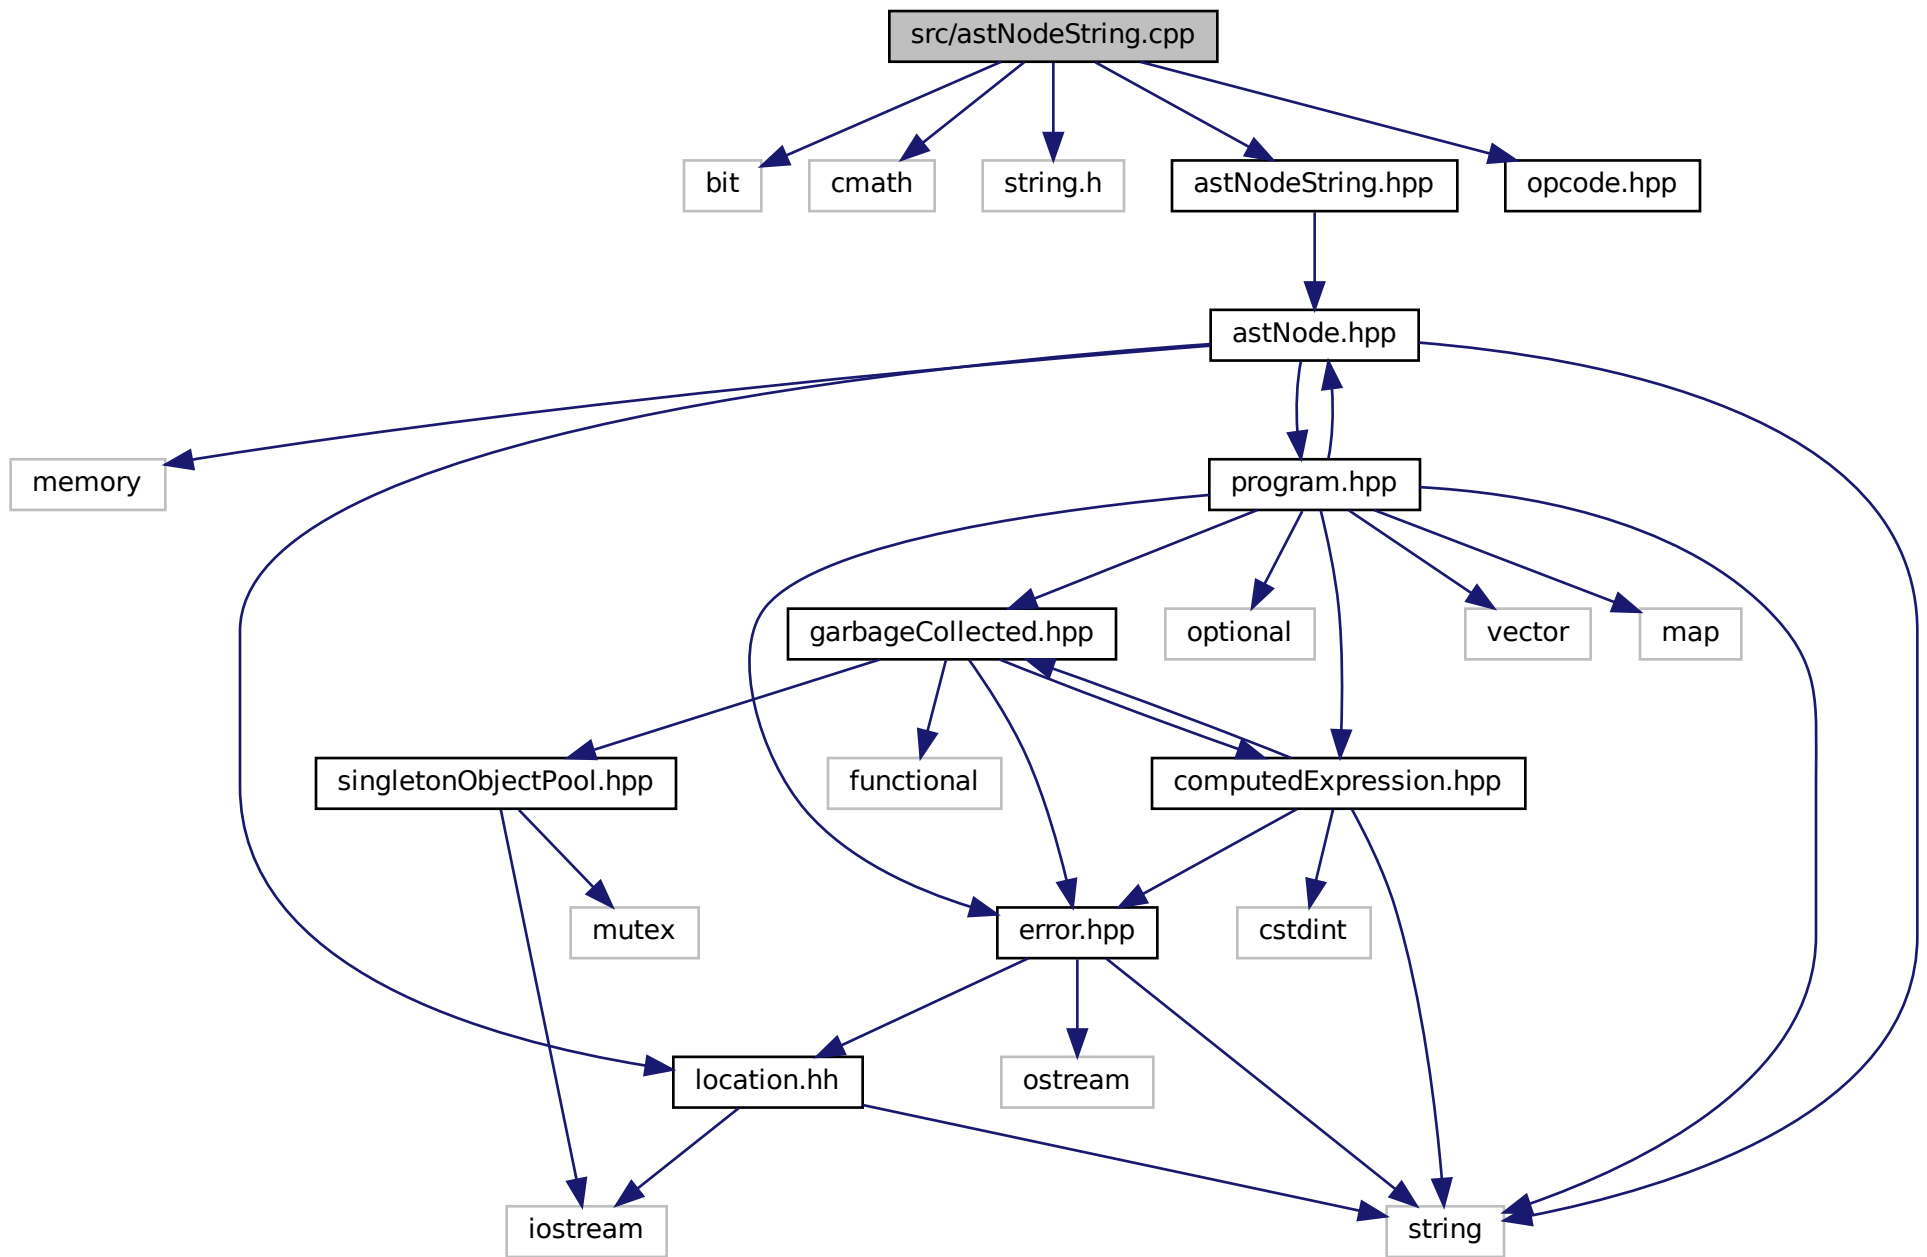 src/astNodeString.cpp
bit
cmath
string.h
astNodeString.hpp
opcode.hpp
astNode.hpp
memory
program.hpp
garbageCollected.hpp
optional
vector
map
singletonObjectPool.hpp
functional
computedExpression.hpp
mutex
error.hpp
cstdint
location.hh
ostream
iostream
string